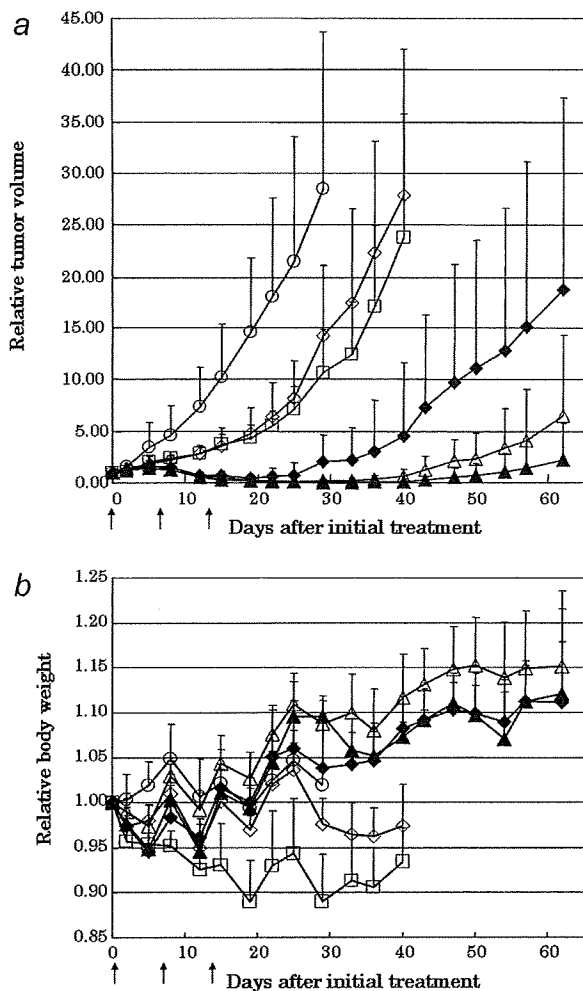 a
45.00
40.00
35.00
30.00
25.00
20.00
15.00
10.00
5.00
0.00
Relative tumor volume
0 10 20 30 40 50 60
Days after initial treatment
b
1.25
1.20
1.15
1.10
1.05
1.00
0.95
0.90
0.85
Relative body weight
0 10 20 30 40 50 60
Days after initial treatment